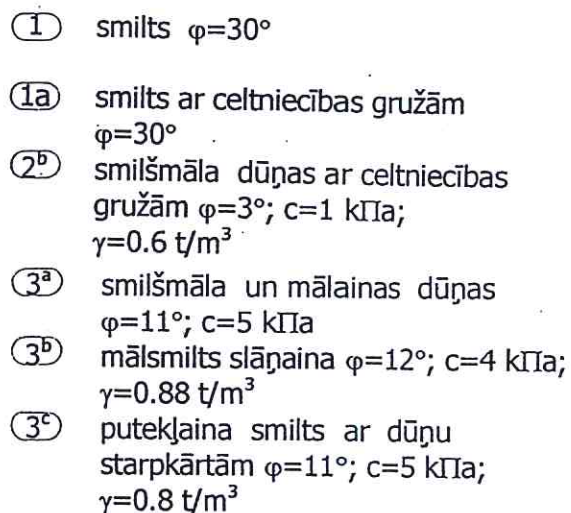 1 smilts φ=30°
1a smilts ar celtniecības gružām
φ=30°
2ᵇ smilšmāla dūņas ar celtniecības
gružām φ=3°; c=1 kПa;
γ=0.6 t/m³
3ᵃ smilšmāla un mālainas dūņas
φ=11°; c=5 kПa
3ᵇ mālsmilts slāņaina φ=12°; c=4 kПa;
γ=0.88 t/m³
3ᶜ putekļaina smilts ar dūņu
starpkārtām φ=11°; c=5 kПa;
γ=0.8 t/m³